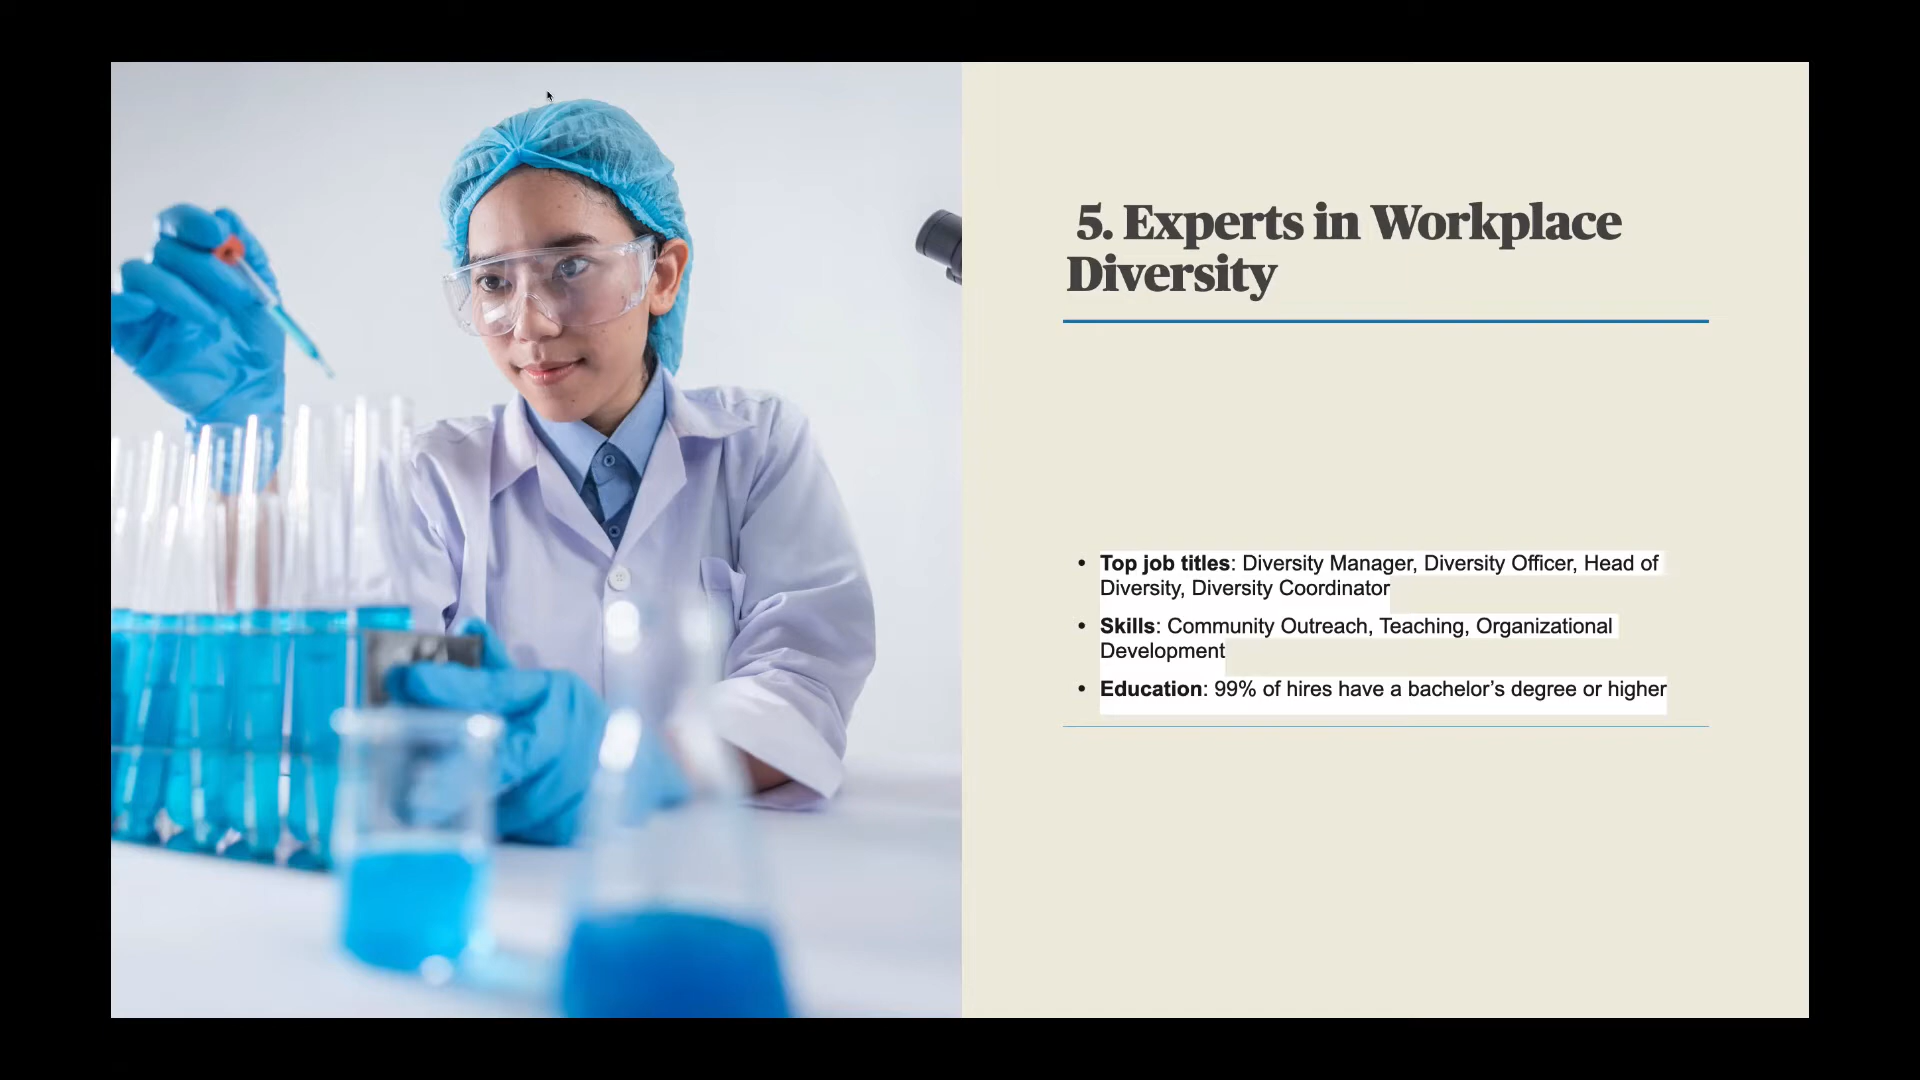 5. Experts in Workplace
Diversity
• Top job titles: Diversity Manager, Diversity Officer, Head of
Diversity, Diversity Coordinator
• Skills: Community Outreach, Teaching, Organizational
Development
• Education: 99% of hires have a bachelor’s degree or higher